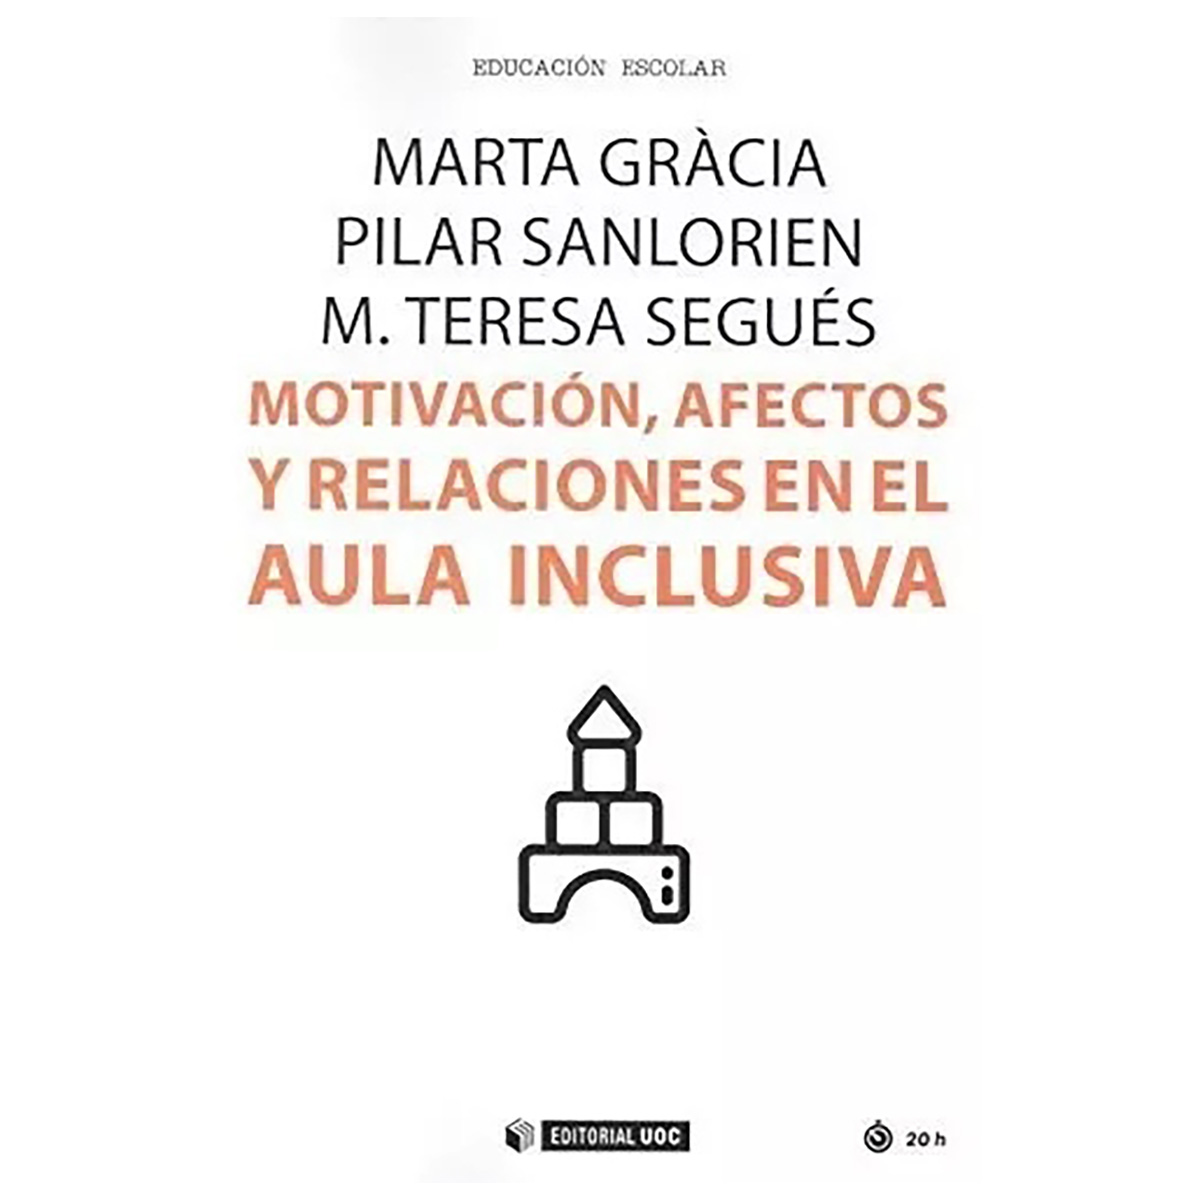 EDUCACIÓN ESCOLAR
MARTA GRÀCIA
PILAR SANLORIEN
M. TERESA SEGUÉS
MOTIVACIÓN, AFECTOS
Y RELACIONES EN EL
AULA INCLUSIVA
EDITORIAL UOC
20 h